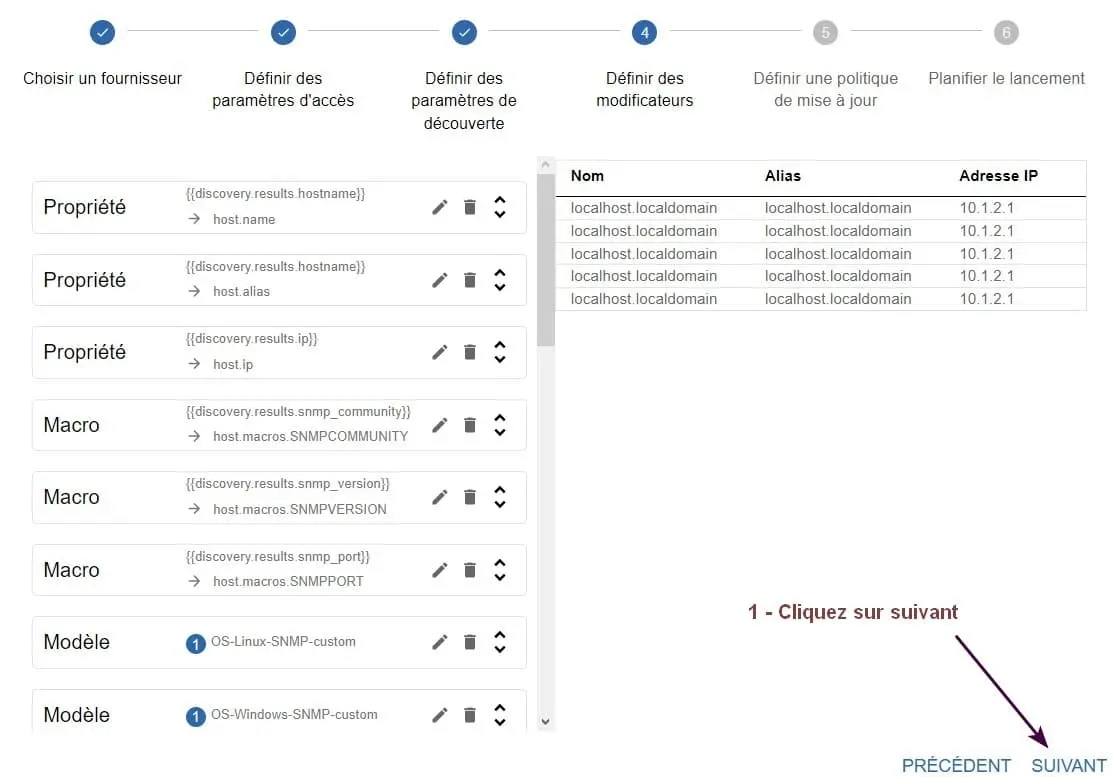 4
5
6
Choisir un fournisseur
Définir des
paramètres d'accès
Définir des
paramètres de
découverte
Définir des
modificateurs
Définir une politique
de mise à jour
Planifier le lancement
Propriété
{{discovery.results.hostname}}
→ host.name
Propriété
{{discovery.results.hostname}}
→ host.alias
Propriété
{{discovery.results.ip}}
→ host.ip
Macro
{{discovery.results.snmp_community}}
→ host.macros.SNMPCOMMUNITY
Macro
{{discovery.results.snmp_version}}
→ host.macros.SNMPVERSION
Macro
{{discovery.results.snmp_port}}
→ host.macros.SNMPPORT
Modèle
1 OS-Linux-SNMP-custom
Modèle
1 OS-Windows-SNMP-custom
Nom Alias Adresse IP
localhost.localdomain localhost.localdomain 10.1.2.1
localhost.localdomain localhost.localdomain 10.1.2.1
localhost.localdomain localhost.localdomain 10.1.2.1
localhost.localdomain localhost.localdomain 10.1.2.1
localhost.localdomain localhost.localdomain 10.1.2.1
1 - Cliquez sur suivant
PRÉCÉDENT SUIVANT